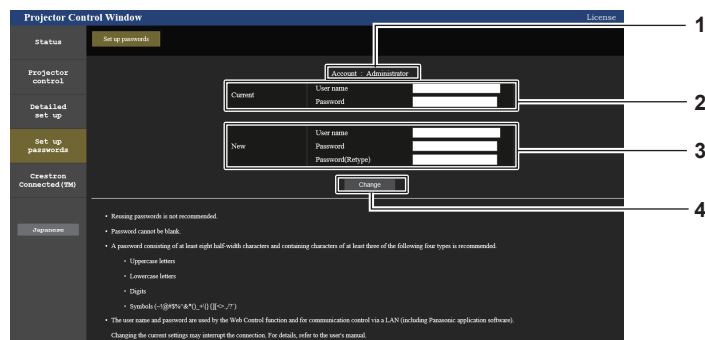 Projector Control Window
License
Status
Set up passwords
Projector control
Detailed set up
Set up passwords
Crestron Connected(TM)
Japanese
Account : Administrator
Current
User name
Password
New
User name
Password
Password(Retype)
Change
• Reusing passwords is not recommended.
• Password cannot be blank.
• A password consisting of at least eight half-width characters and containing characters of at least three of the following four types is recommended.
• Uppercase letters
• Lowercase letters
• Digits
• Symbols (~!@#$%^&*()_+\{}|:[]<>.,/?`)
• The user name and password are used by the Web Control function and for communication control via a LAN (including Panasonic application software).
Changing the current settings may interrupt the connection. For details, refer to the user's manual.
1
2
3
4